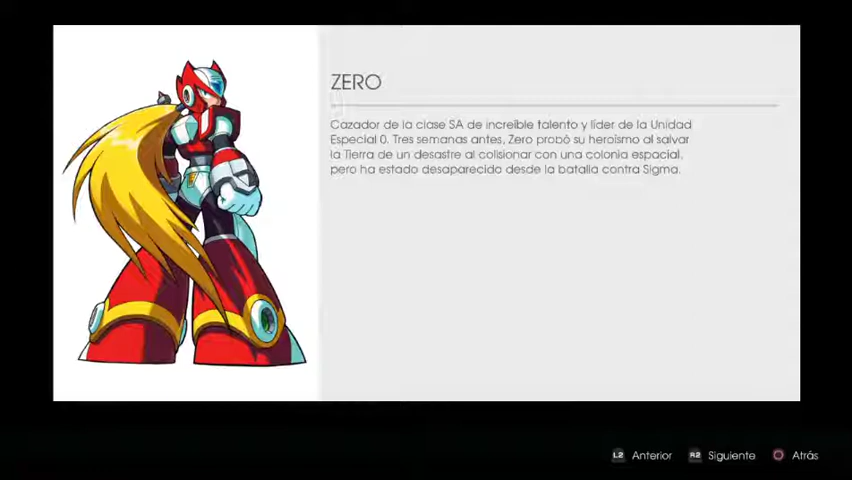 ZERO
Cazador de la clase SA de increíble talento y líder de la Unidad
Especial 0. Tres semanas antes, Zero probó su heroísmo al salvar
la Tierra de un desastre al colisionar con una colonia espacial,
pero ha estado desaparecido desde la batalla contra Sigma.
L2 Anterior R2 Siguiente Atrás